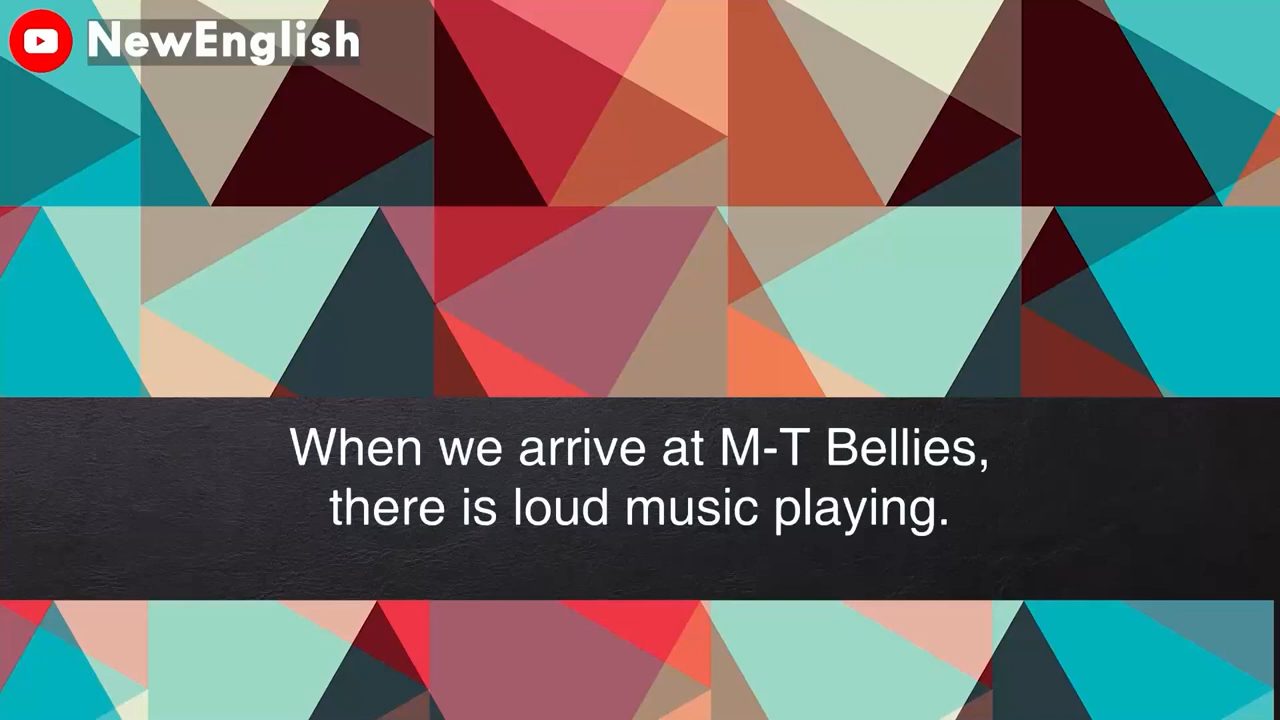 NewEnglish
When we arrive at M-T Bellies,
there is loud music playing.